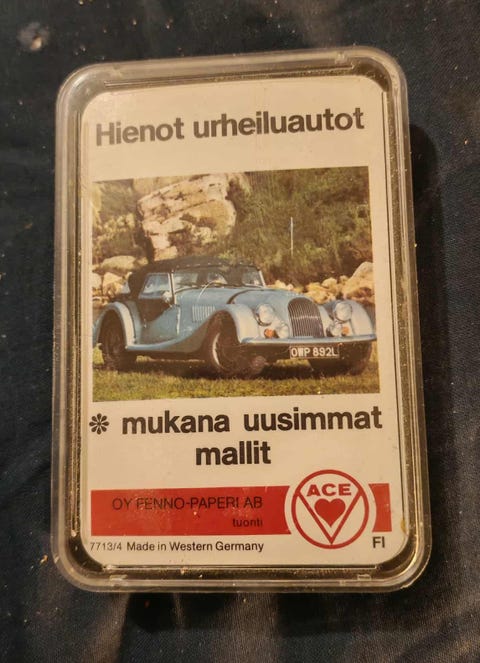 Hienot urheiluautot
OWP 892L
✽ mukana uusimmat
mallit
OY FENNO-PAPERI AB
tuonti
ACE
7713/4 Made in Western Germany
FI